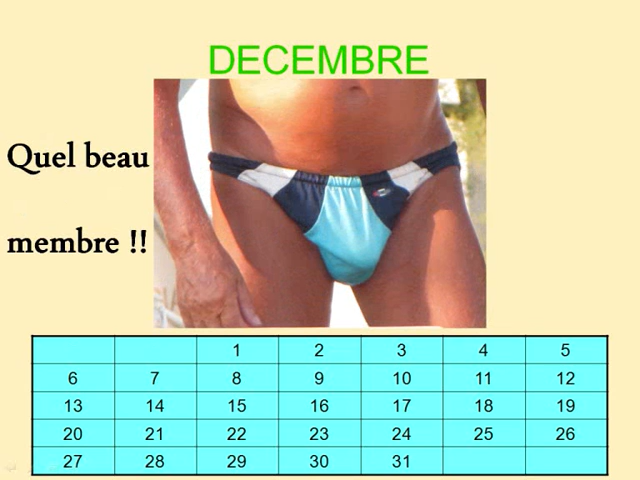 DECEMBRE
Quel beau
membre !!
1 2 3 4 5
6 7 8 9 10 11 12
13 14 15 16 17 18 19
20 21 22 23 24 25 26
27 28 29 30 31